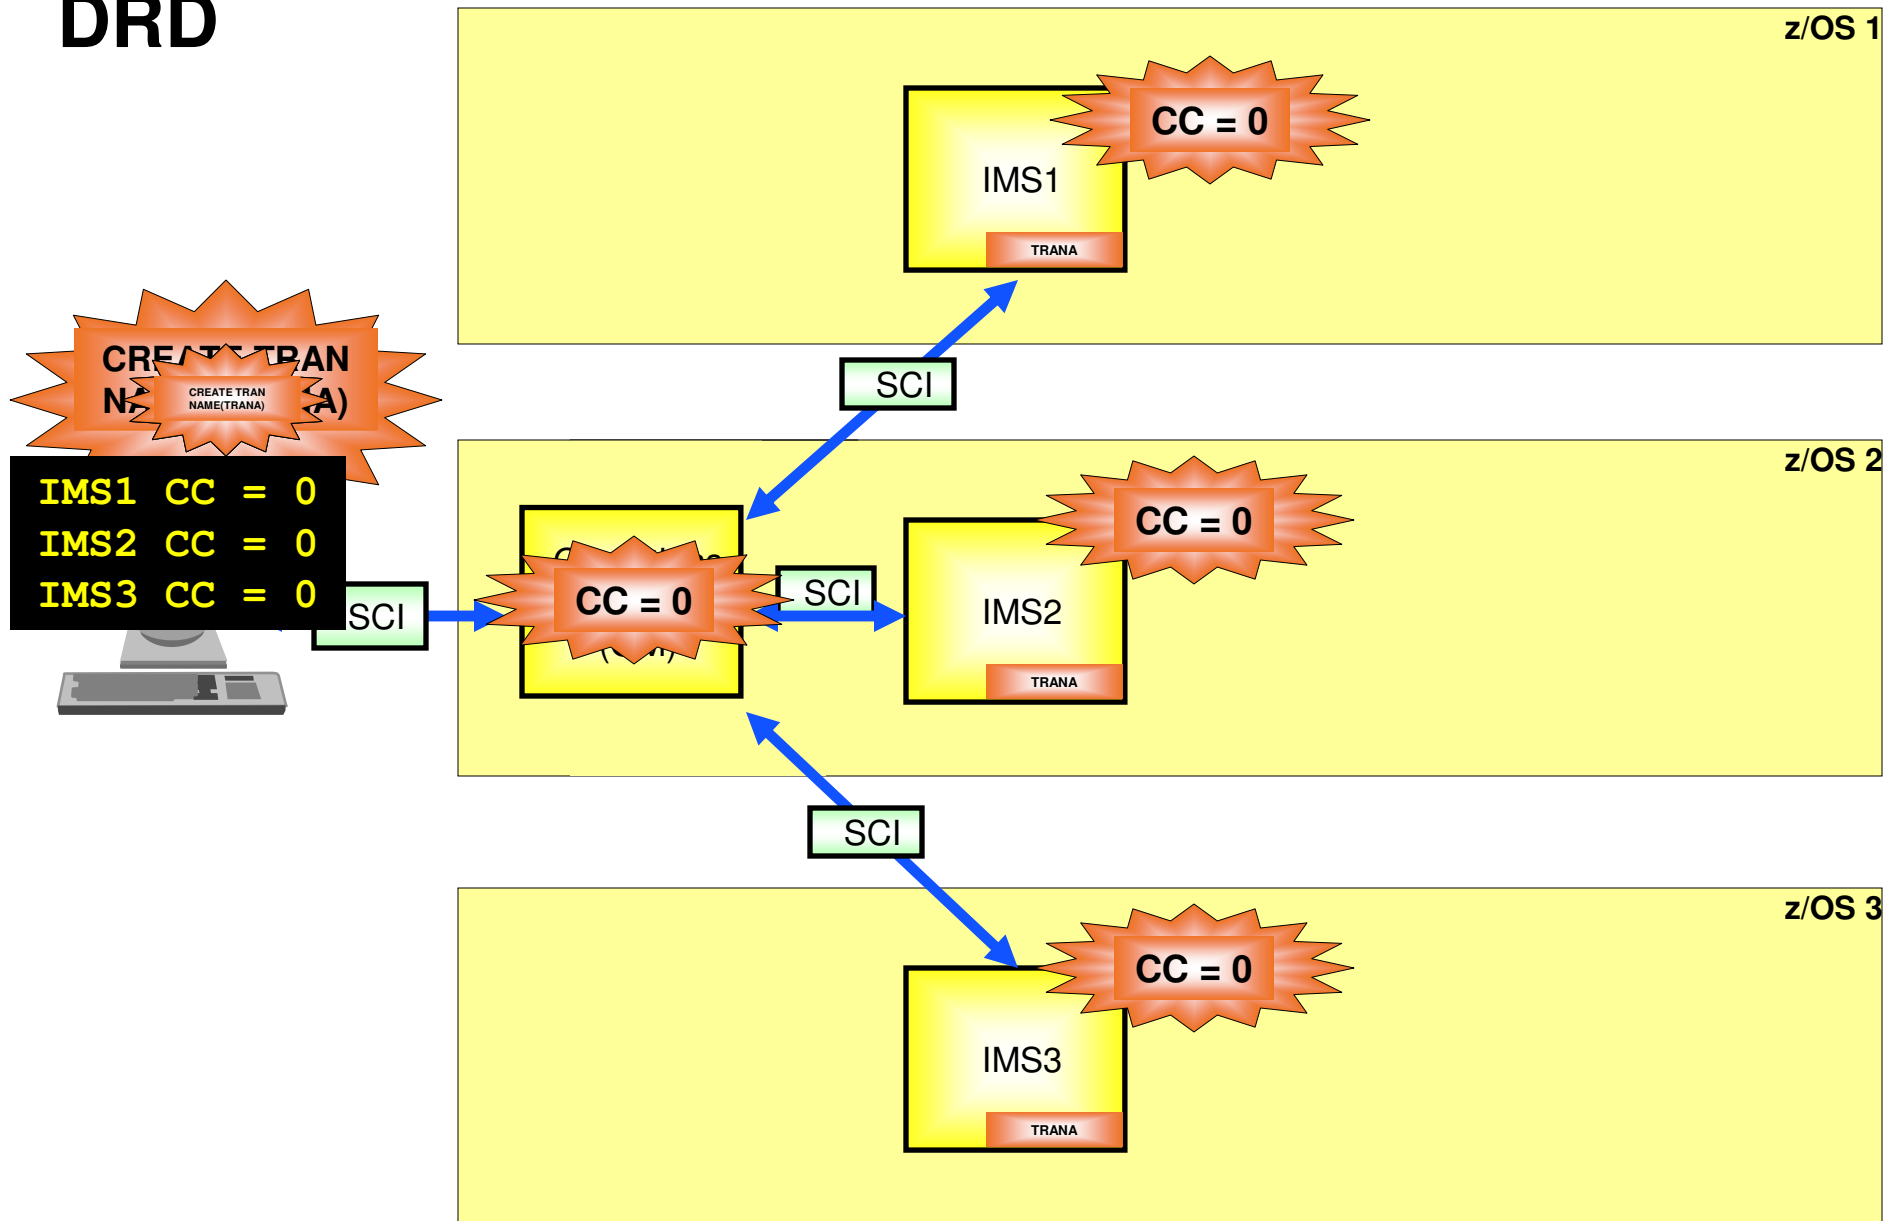 DRD
z/OS 1
CC = 0
IMS1
TRANA
CREATE TRAN
NAME(TRANA)
SCI
z/OS 2
IMS1 CC = 0
IMS2 CC = 0
IMS3 CC = 0
SCI
CC = 0
SCI
CC = 0
IMS2
TRANA
SCI
z/OS 3
CC = 0
IMS3
TRANA